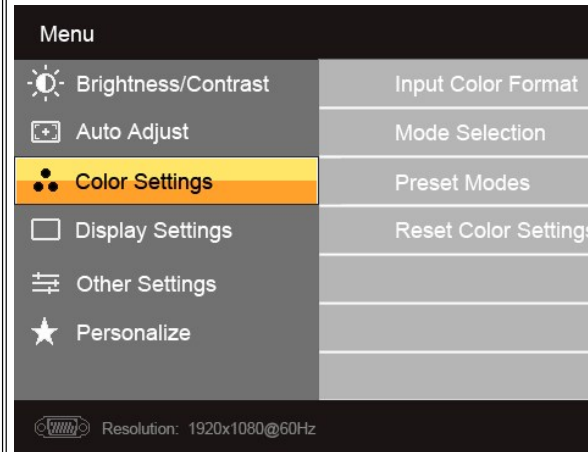 Menu
Brightness/Contrast
Input Color Format
Auto Adjust
Mode Selection
Color Settings
Preset Modes
Display Settings
Reset Color Settings
Other Settings
Personalize
Resolution: 1920x1080@60Hz